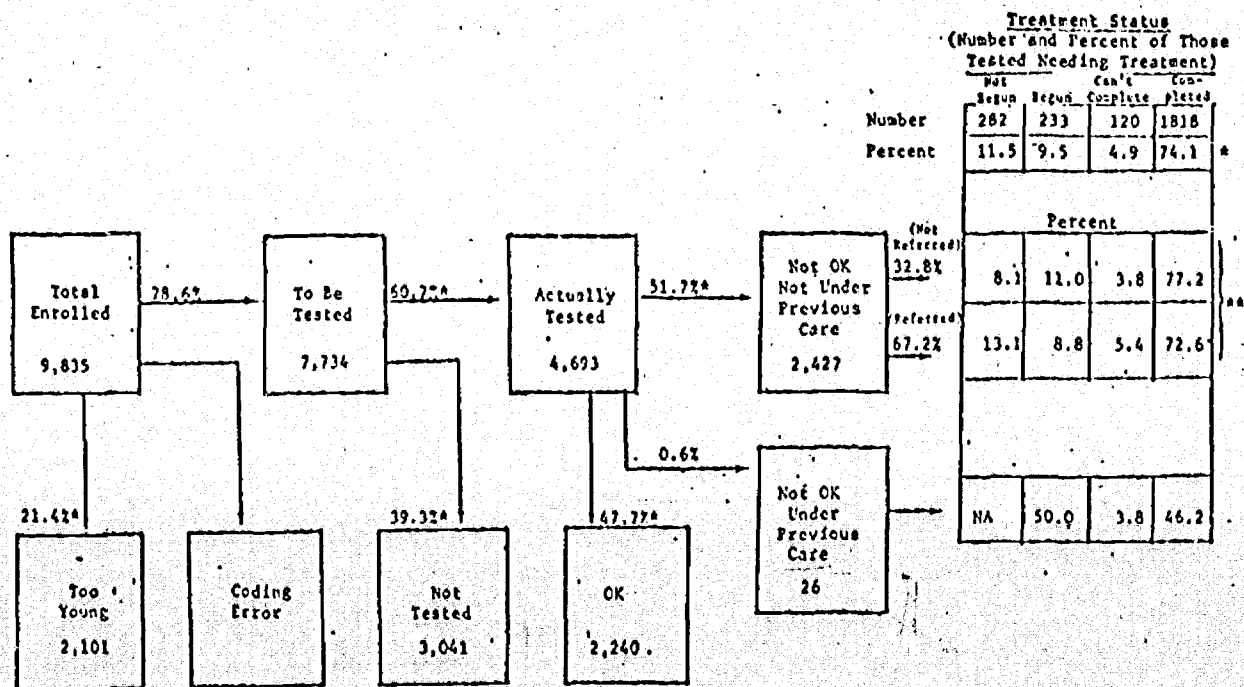 Treatment Status
(Number and Percent of Those
Tested Needing Treatment)
Not Begun
Begun
Can't Complete
Com-pleted
Number 282 233 120 1818
Percent 11.5 9.5 4.9 74.1 *
Percent
(Not Referred)
32.8%
8.1 11.0 3.8 77.2
**
(Referred)
67.2%
13.1 8.8 5.4 72.6
NA 50.0 3.8 46.2
Total
Enrolled
9,835
78.6%
To Be
Tested
7,734
60.7%*
Actually
Tested
4,693
51.7%*
Not OK
Not Under
Previous
Care
2,427
0.6%
Not OK
Under
Previous
Care
26
21.4%*
Too
Young
2,101
Coding
Error
39.3%*
Not
Tested
3,041
47.7%*
OK
2,240